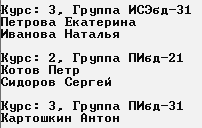 Курс: 3, Группа ИСЭбд-31
Петрова Екатерина
Иванова Наталья
Курс: 2, Группа ПИбд-21
Котов Петр
Сидоров Сергей
Курс: 3, Группа ПИбд-31
Картошкин Антон